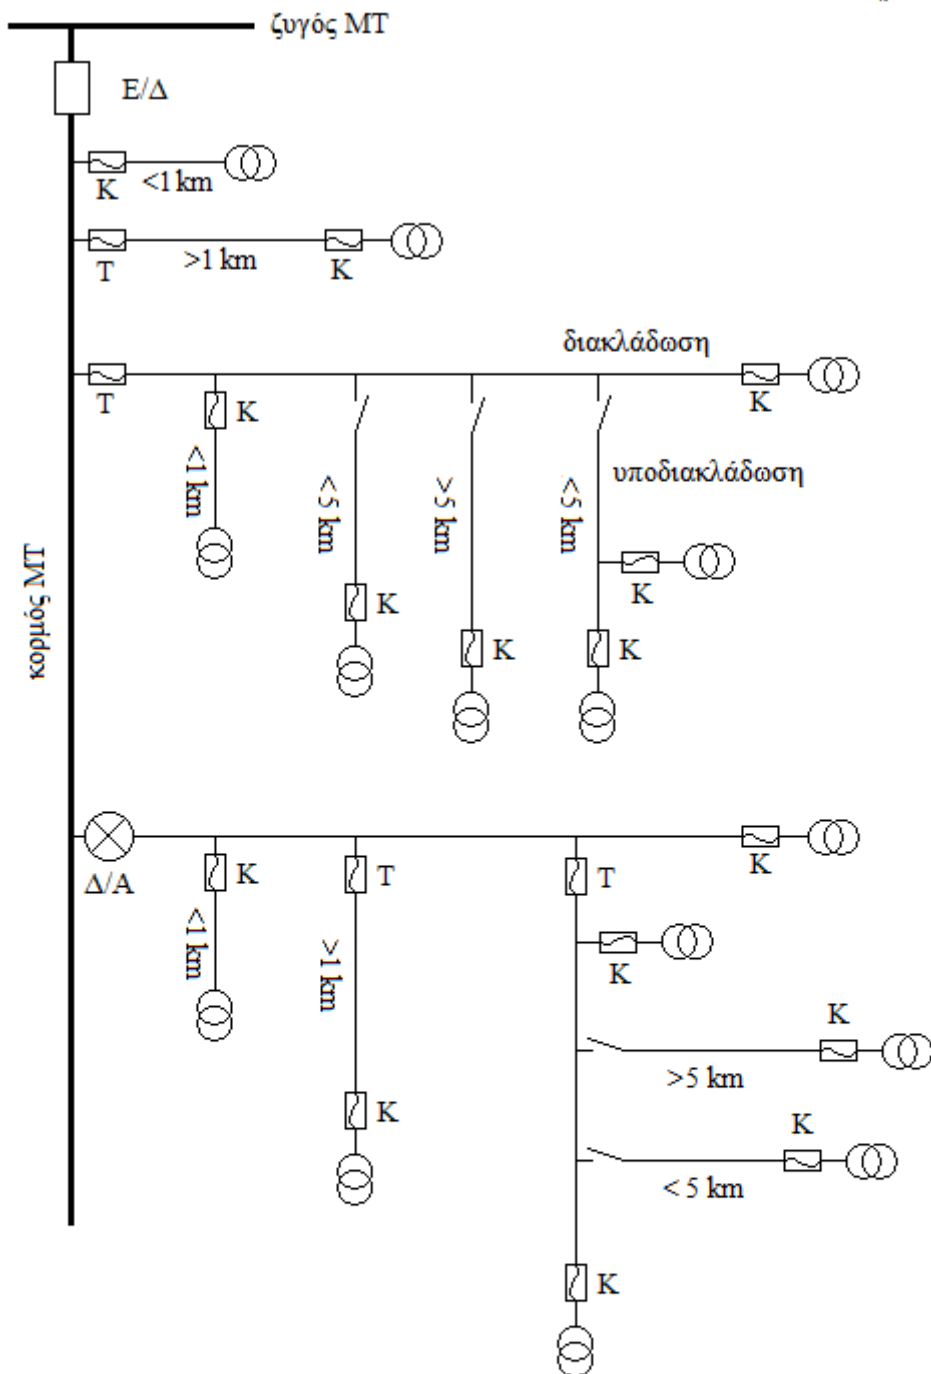 ζυγός ΜΤ
Ε/Δ
Κ
<1 km
Τ
>1 km
Κ
διακλάδωση
Τ
Κ
Κ
<1 km
<5 km
>5 km
<5 km
υποδιακλάδωση
Κ
Κ
Κ
Κ
κορμός ΜΤ
Δ/Α
Κ
Τ
Τ
Κ
<1 km
>1 km
Κ
Κ
>5 km
Κ
Κ
< 5 km
Κ